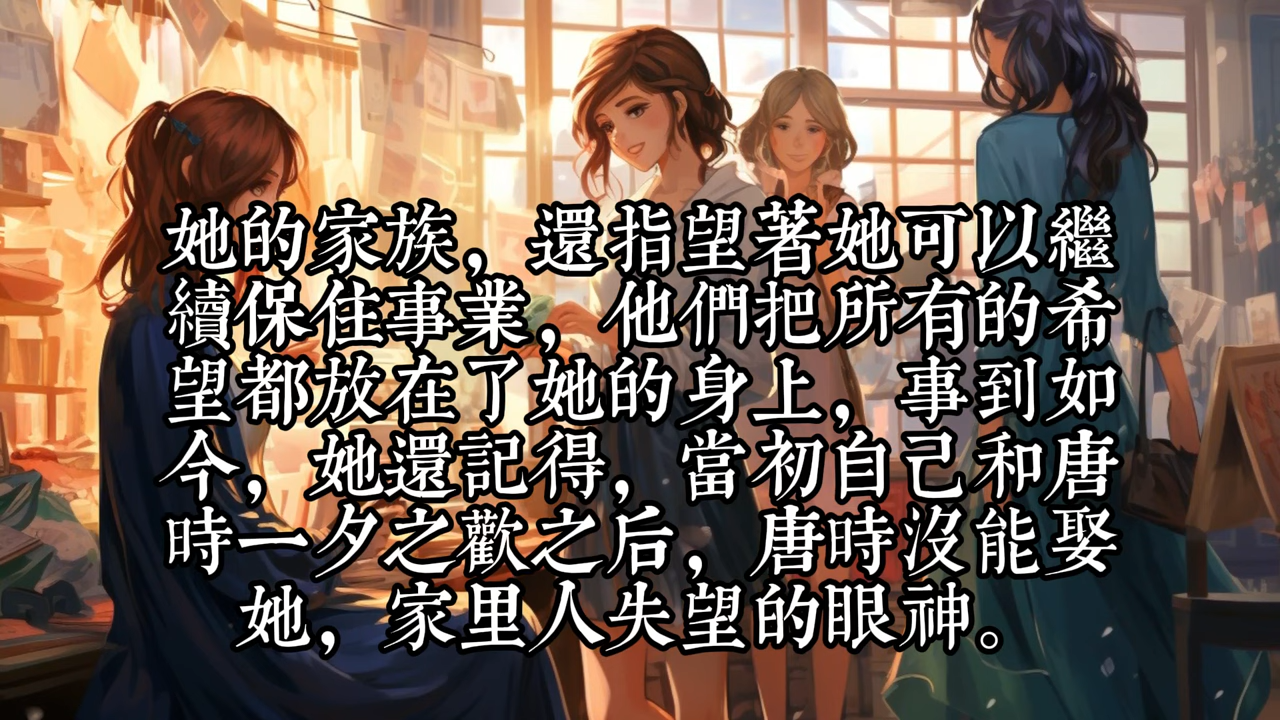 她的家族，還指望著她可以繼
續保住事業，他們把所有的希
望都放在了她的身上，事到如
今，她還記得，當初自己和唐
時一夕之歡之后，唐時沒能娶
她，家里人失望的眼神。